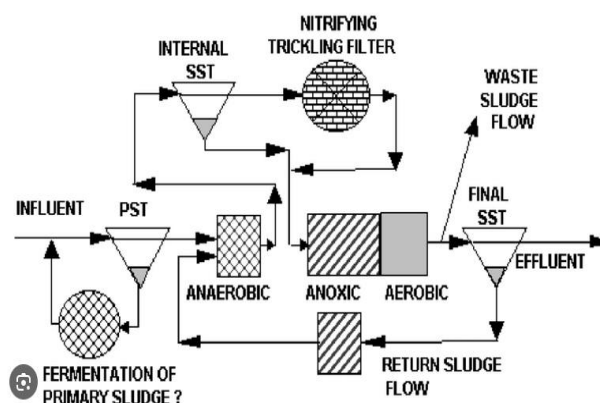 NITRIFYING
TRICKLING FILTER
INTERNAL
SST
WASTE
SLUDGE
FLOW
INFLUENT
PST
FINAL
SST
EFFLUENT
ANAEROBIC
ANOXIC
AEROBIC
RETURN SLUDGE
FLOW
FERMENTATION OF
PRIMARY SLUDGE ?